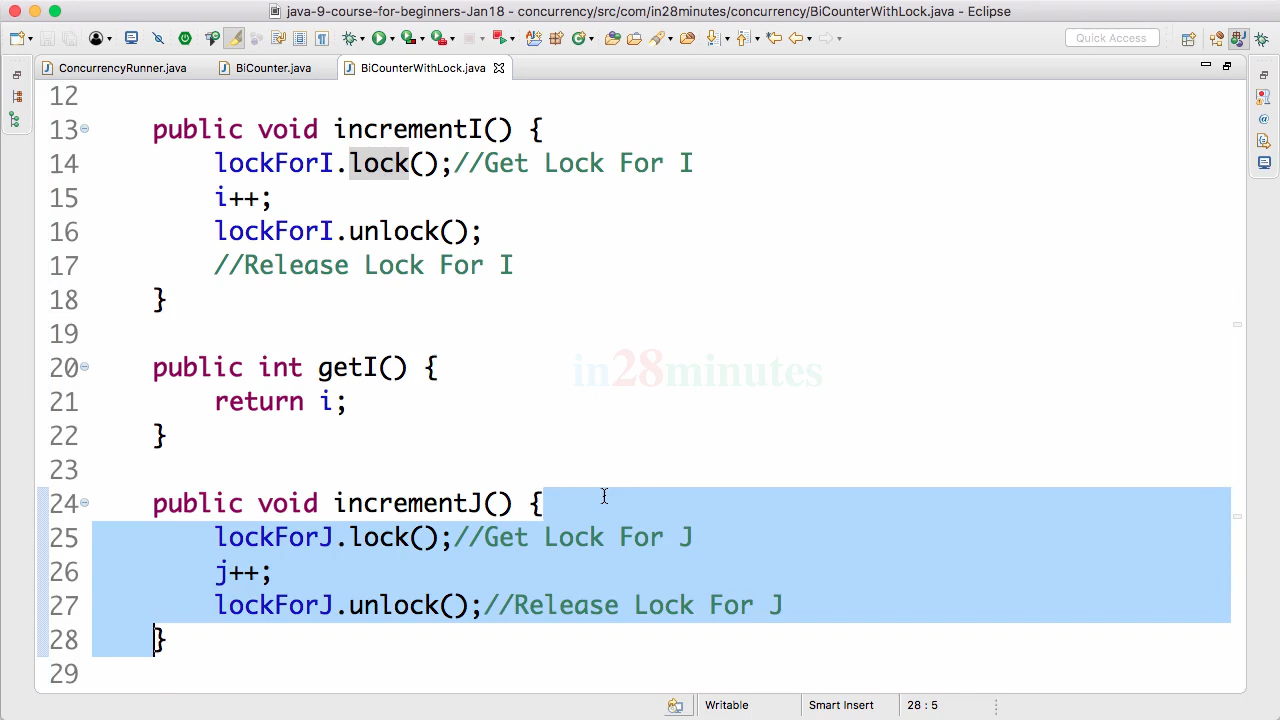 java-9-course-for-beginners-Jan18 - concurrency/src/com/in28minutes/concurrency/BiCounterWithLock.java - Eclipse
Quick Access
ConcurrencyRunner.java BiCounter.java BiCounterWithLock.java
12
13 public void incrementI() {
14 lockForI.lock();//Get Lock For I
15 i++;
16 lockForI.unlock();
17 //Release Lock For I
18 }
19
20 public int getI() {
in28minutes
21 return i;
22 }
23
24 public void incrementJ() {
25 lockForJ.lock();//Get Lock For J
26 j++;
27 lockForJ.unlock();//Release Lock For J
28 }
29
Writable Smart Insert 28 : 5